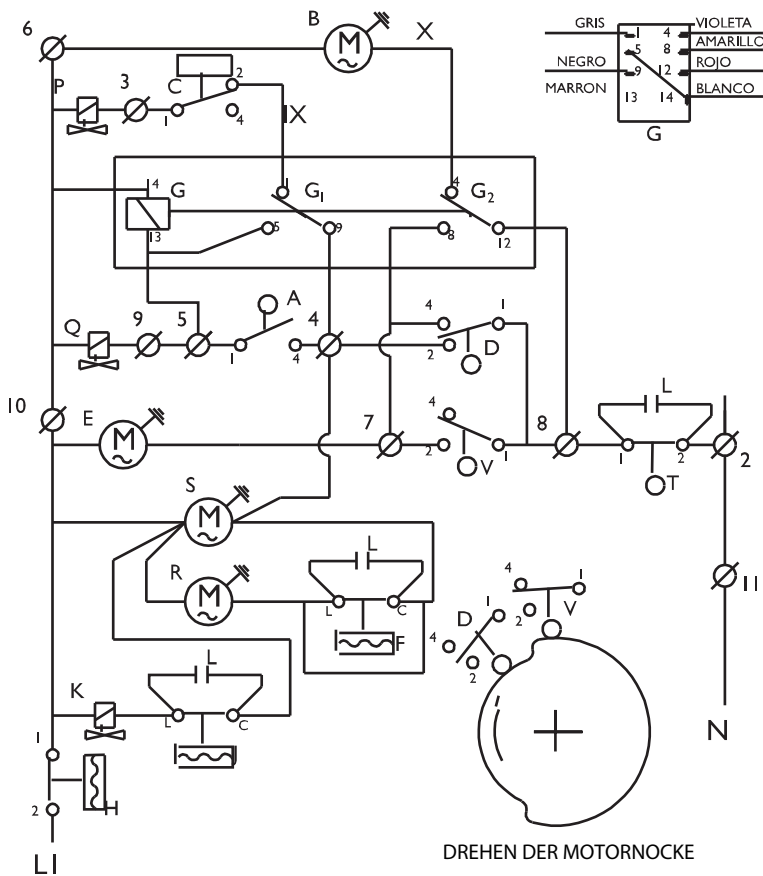 6 B X
GRIS 1 4 VIOLETA
5 8 AMARILLO
NEGRO 9 12 ROJO
MARRON 13 14 BLANCO
G
M
P 3 C 2
1 4
IX
14 G 1 G1 4 G2
13 5 9 8 12
Q 9 5 A 4 4 1
1 4 2 D
10 E M 7 4 8 L
2 V 1 1 2 2
T
S
M
R L
M L C
F
11
4 1
V
D 1 2
4
2
K L
L C
N
1
H
2
L1
DREHEN DER MOTORNOCKE